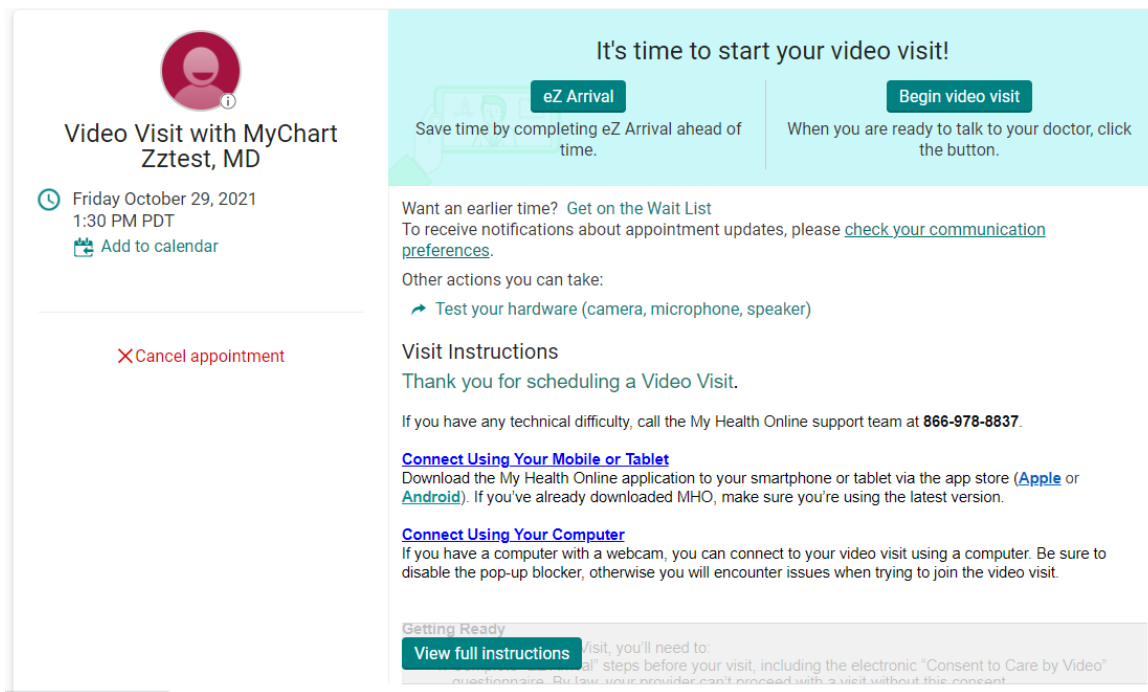 Video Visit with MyChart
Zztest, MD
Friday October 29, 2021
1:30 PM PDT
Add to calendar
Cancel appointment
It's time to start your video visit!
eZ Arrival
Save time by completing eZ Arrival ahead of
time.
Begin video visit
When you are ready to talk to your doctor, click
the button.
Want an earlier time? Get on the Wait List
To receive notifications about appointment updates, please check your communication
preferences.
Other actions you can take:
Test your hardware (camera, microphone, speaker)
Visit Instructions
Thank you for scheduling a Video Visit.
If you have any technical difficulty, call the My Health Online support team at 866-978-8837.
Connect Using Your Mobile or Tablet
Download the My Health Online application to your smartphone or tablet via the app store (Apple or
Android). If you've already downloaded MHO, make sure you're using the latest version.
Connect Using Your Computer
If you have a computer with a webcam, you can connect to your video visit using a computer. Be sure to
disable the pop-up blocker, otherwise you will encounter issues when trying to join the video visit.
Getting Ready
View full instructions
Visit, you'll need to:
steps before your visit, including the electronic “Consent to Care by Video”
questionnaire. By law, your provider can't proceed with a visit without this consent